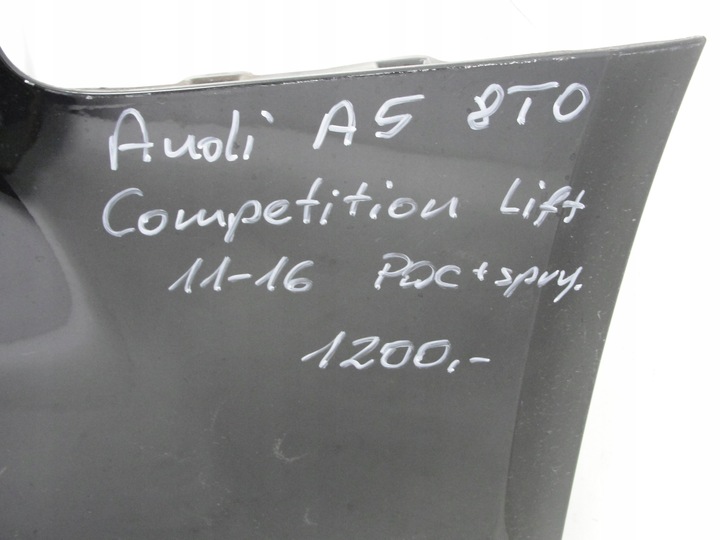 Audi A5 8T0
Competition Lift
11-16 PDC + spry.
1200,-